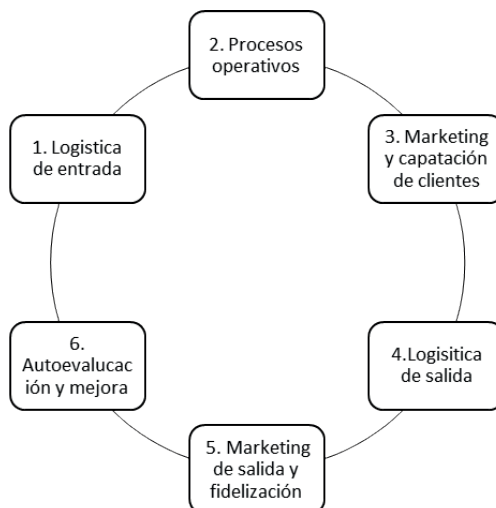 1. Logistica
de entrada
2. Procesos
operativos
3. Marketing
y capatación
de clientes
4.Logisitica
de salida
5. Marketing
de salida y
fidelización
6.
Autoevalucac
ión y mejora